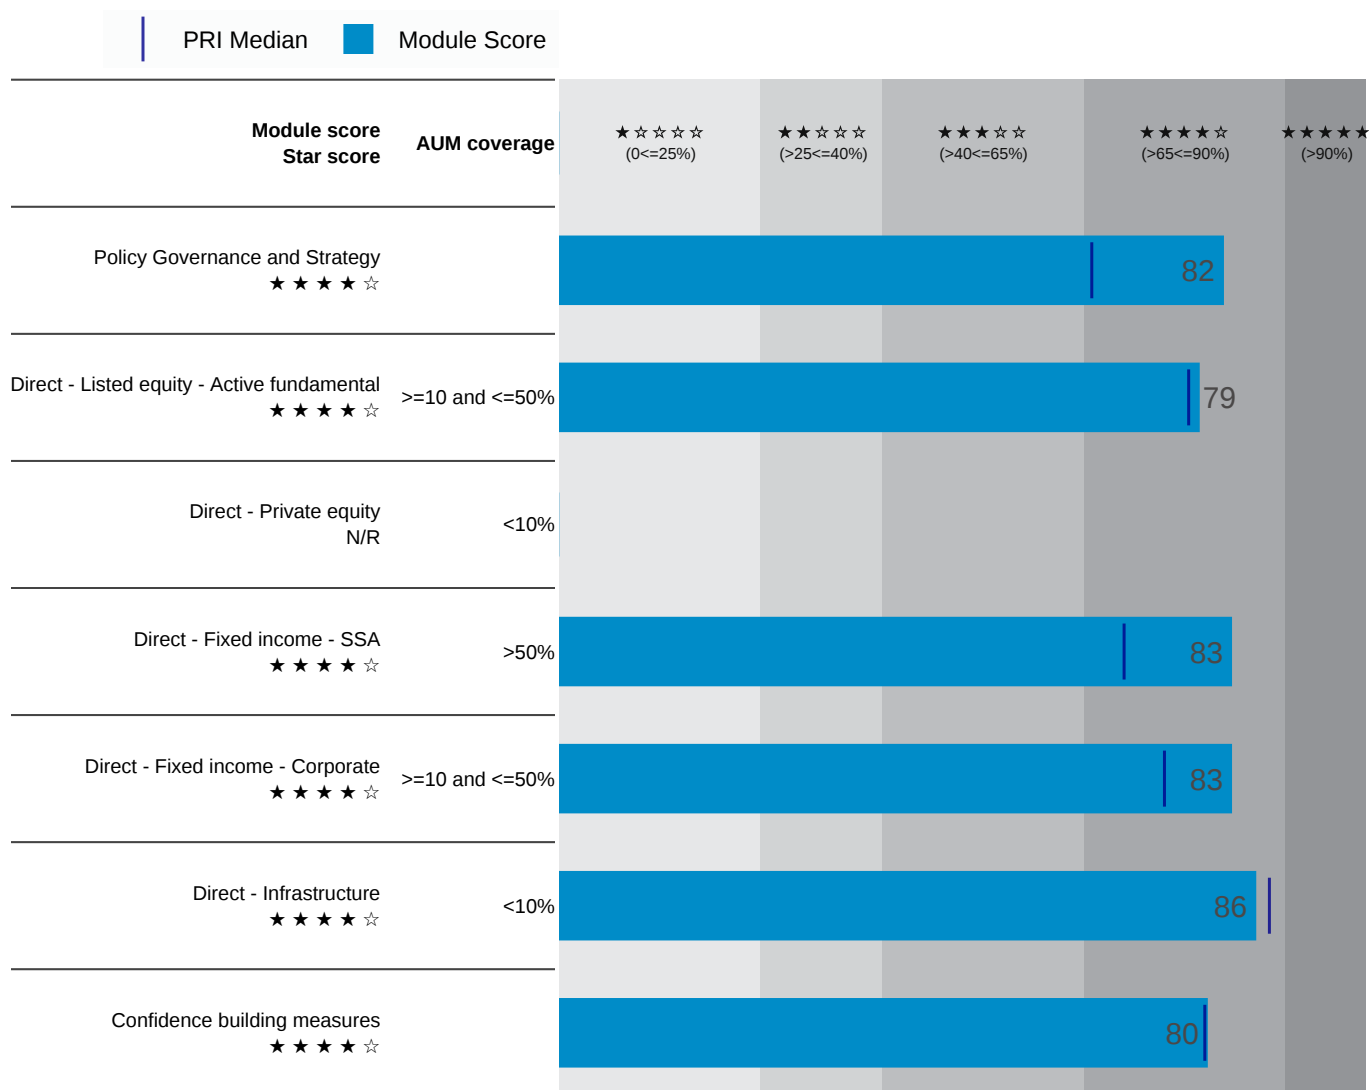 PRI Median Module Score
Module score
Star score
AUM coverage
★☆☆☆☆
(0<=25%)
★★☆☆☆
(>25<=40%)
★★★☆☆
(>40<=65%)
★★★★☆
(>65<=90%)
★★★★★
(>90%)
Policy Governance and Strategy
★★★★☆
82
Direct - Listed equity - Active fundamental
★★★★☆
>=10 and <=50%
79
Direct - Private equity
N/R
<10%
Direct - Fixed income - SSA
★★★★☆
>50%
83
Direct - Fixed income - Corporate
★★★★☆
>=10 and <=50%
83
Direct - Infrastructure
★★★★☆
<10%
86
Confidence building measures
★★★★☆
80